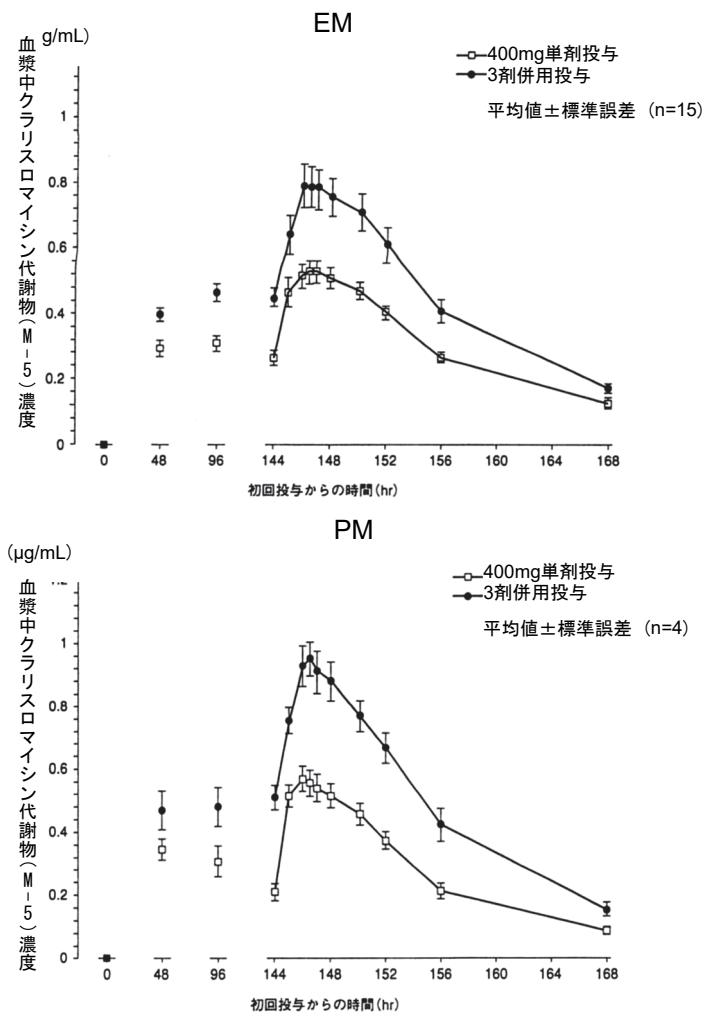 EM
g/mL)
血漿中クラリスロマイシン代謝物(M-5)濃度
400mg単剤投与
3剤併用投与
平均値±標準誤差 (n=15)
1
0.8
0.6
0.4
0.2
0
0 48 96 144 148 152 156 160 164 168
初回投与からの時間(hr)
PM
(μg/mL)
血漿中クラリスロマイシン代謝物(M-5)濃度
400mg単剤投与
3剤併用投与
平均値±標準誤差 (n=4)
1
0.8
0.6
0.4
0.2
0
0 48 96 144 148 152 156 160 164 168
初回投与からの時間(hr)